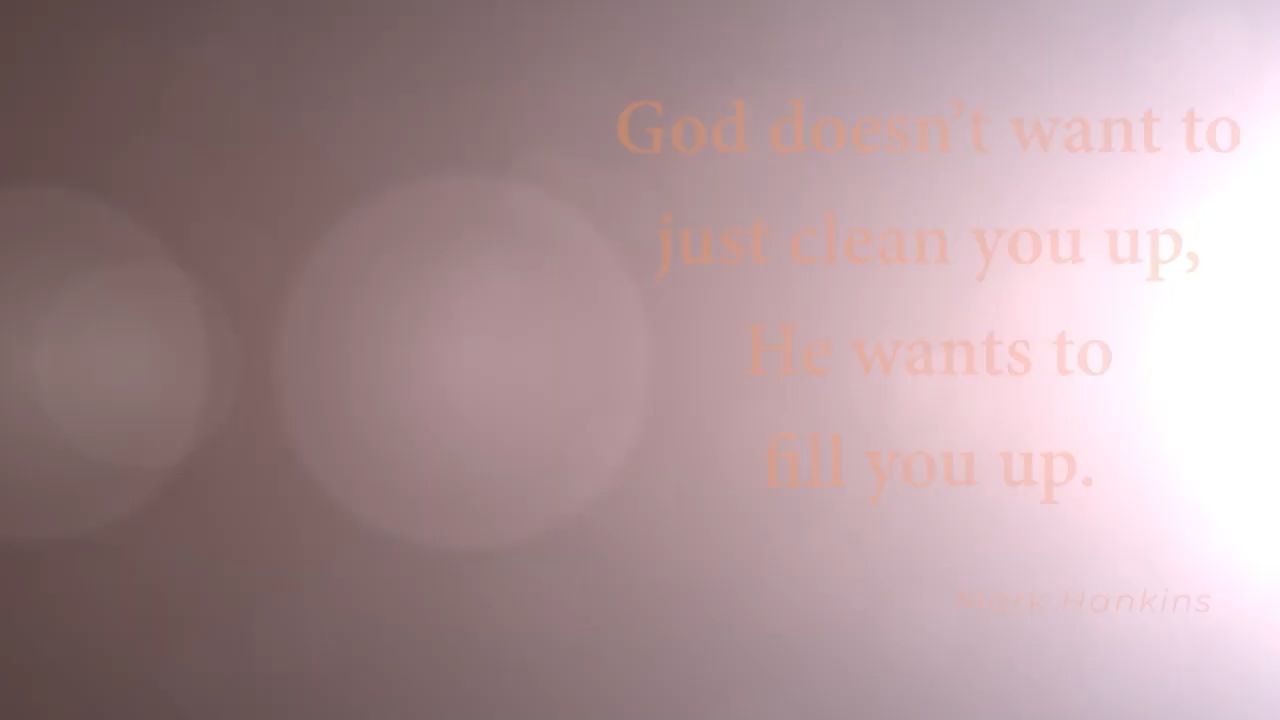 God doesn’t want to
just clean you up,
He wants to
fill you up.
Mark Hankins